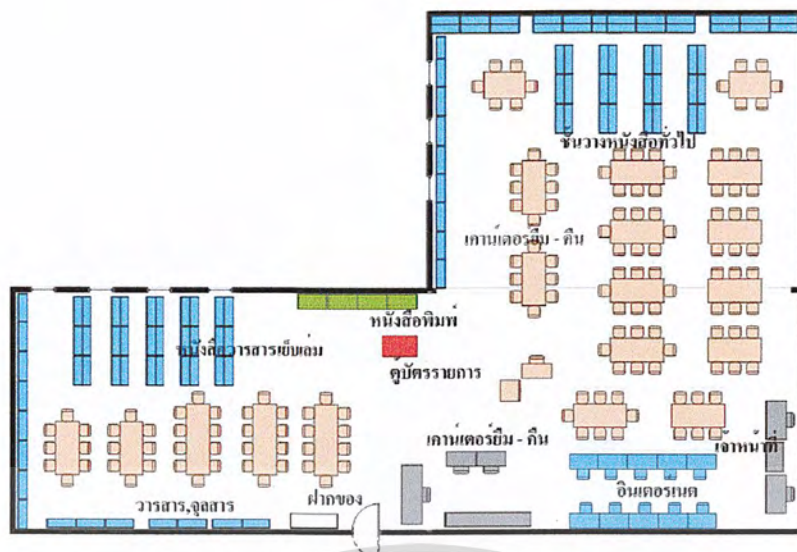 ชั้นวางหนังสือทั่วไป
เคาน์เตอร์ยืม - คืน
หนังสือพิมพ์
หนังสือวารสารเย็บเล่ม
ตู้บัตรรายการ
เคาน์เตอร์ยืม - คืน
เจ้าหน้าที่
วารสาร,จุลสาร
ฝากของ
อินเตอร์เนต